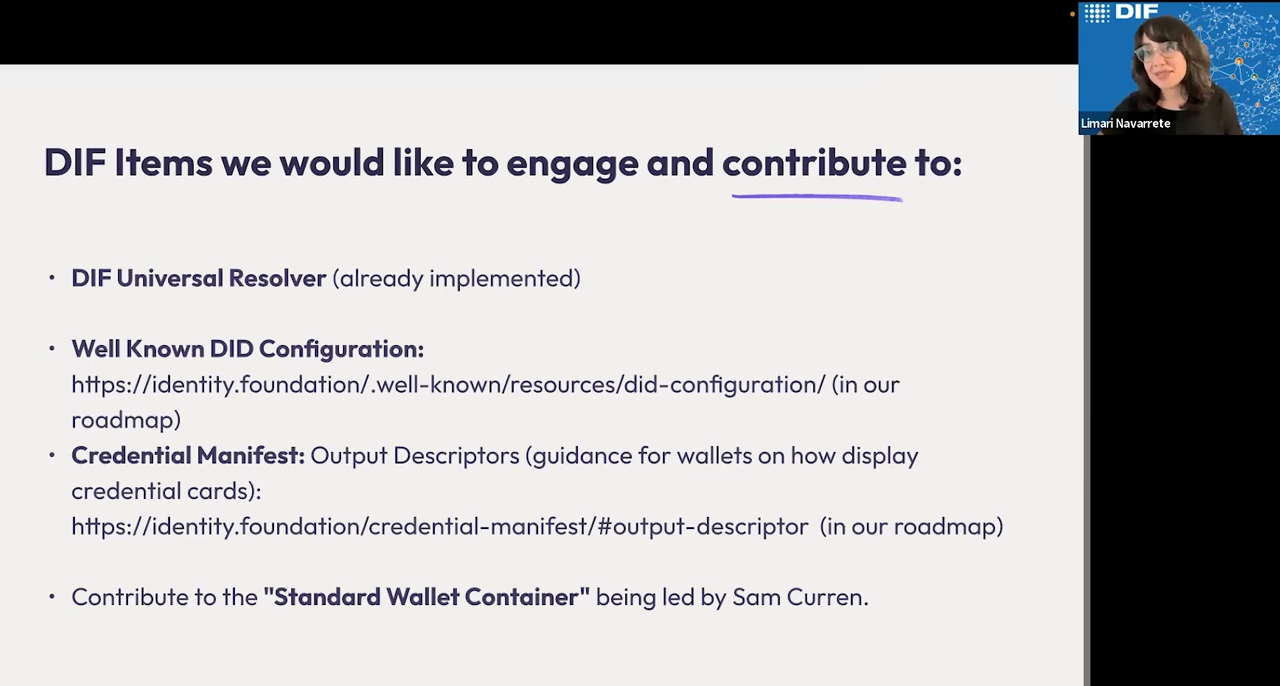 DIF
Limari Navarrete
DIF Items we would like to engage and contribute to:
• DIF Universal Resolver (already implemented)
• Well Known DID Configuration:
https://identity.foundation/.well-known/resources/did-configuration/ (in our
roadmap)
• Credential Manifest: Output Descriptors (guidance for wallets on how display
credential cards):
https://identity.foundation/credential-manifest/#output-descriptor (in our roadmap)
• Contribute to the "Standard Wallet Container" being led by Sam Curren.